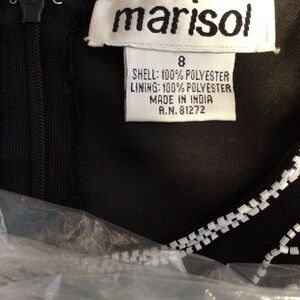 marisol
8
SHELL: 100% POLYESTER
LINING: 100% POLYESTER
MADE IN INDIA
R.N. 81272